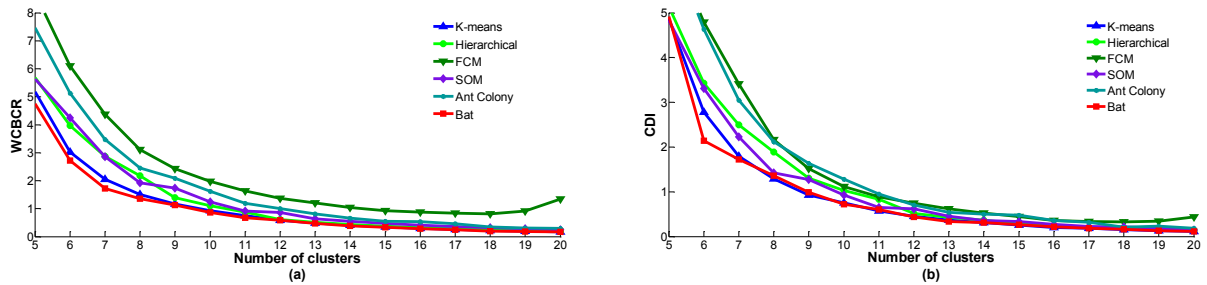 8
7
6
5
4
3
2
1
0
WCBCR
5 6 7 8 9 10 11 12 13 14 15 16 17 18 19 20
Number of clusters
(a)
K-means
Hierarchical
FCM
SOM
Ant Colony
Bat
5
4
3
2
1
0
CDI
5 6 7 8 9 10 11 12 13 14 15 16 17 18 19 20
Number of clusters
(b)
K-means
Hierarchical
FCM
SOM
Ant Colony
Bat